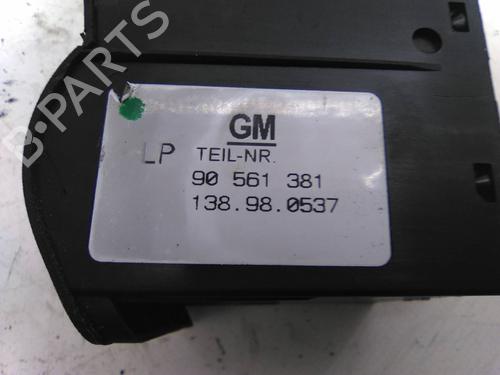 GM
LP TEIL-NR.
90 561 381
138.98.0537
B-PARTS